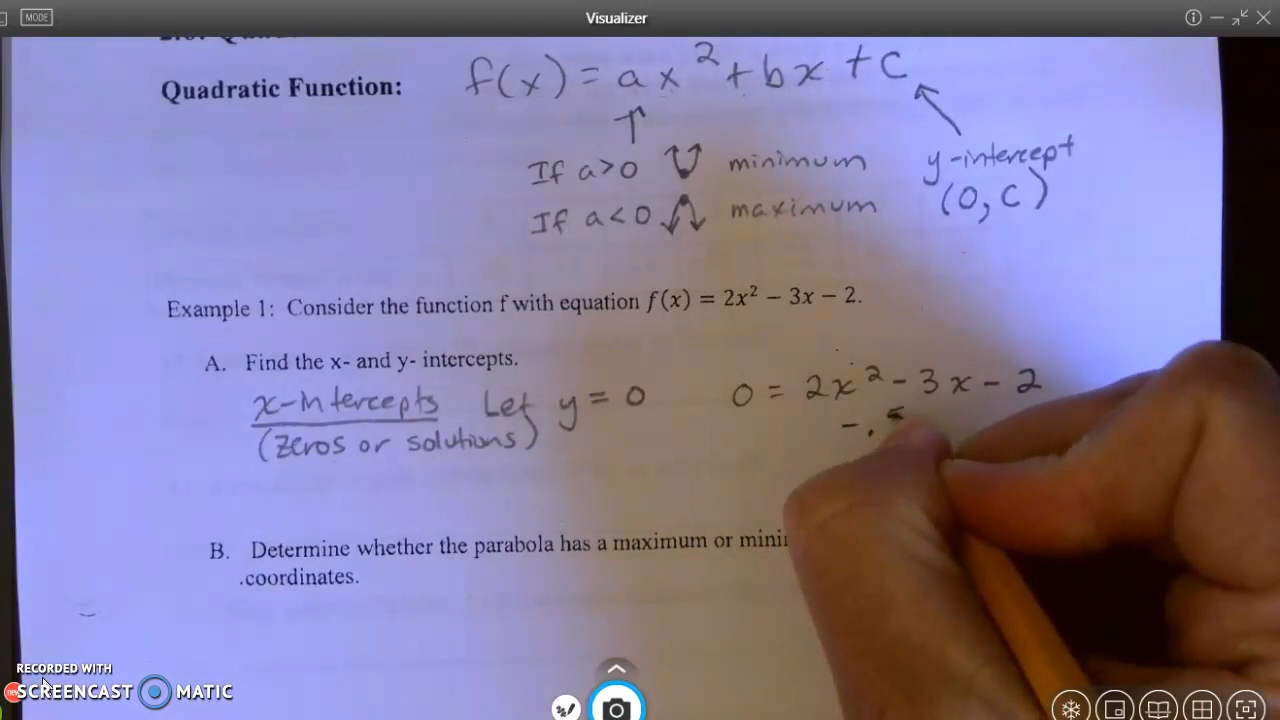 MODE
Visualizer
Quadratic Function: f(x) = ax² + bx + c
If a>0 minimum
y-intercept
If a<0 maximum
(0, c)
Example 1: Consider the function f with equation f(x) = 2x² − 3x − 2.
A. Find the x- and y- intercepts.
x-intercepts Let y = 0 0 = 2x² - 3x - 2
(zeros or solutions) -.5
B. Determine whether the parabola has a maximum or
.coordinates.
RECORDED WITH
SCREENCAST MATIC